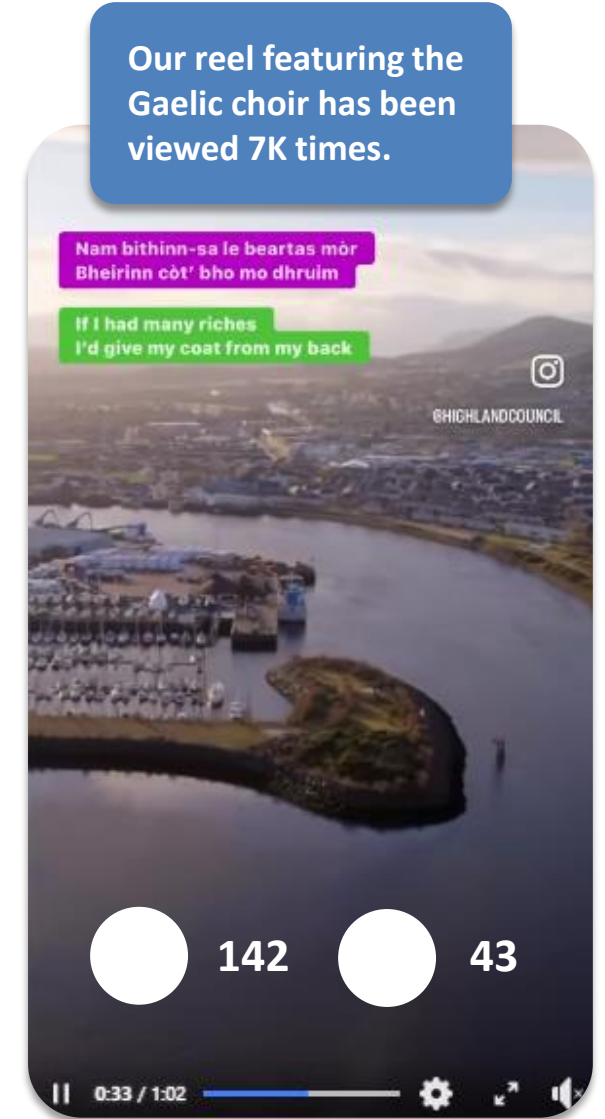 Our reel featuring the
Gaelic choir has been
viewed 7K times.
Nam bithinn-sa le beartas mòr
Bheirinn còt' bho mo dhruim
If I had many riches
I'd give my coat from my back
@HIGHLANDCOUNCIL
142
43
0:33 / 1:02